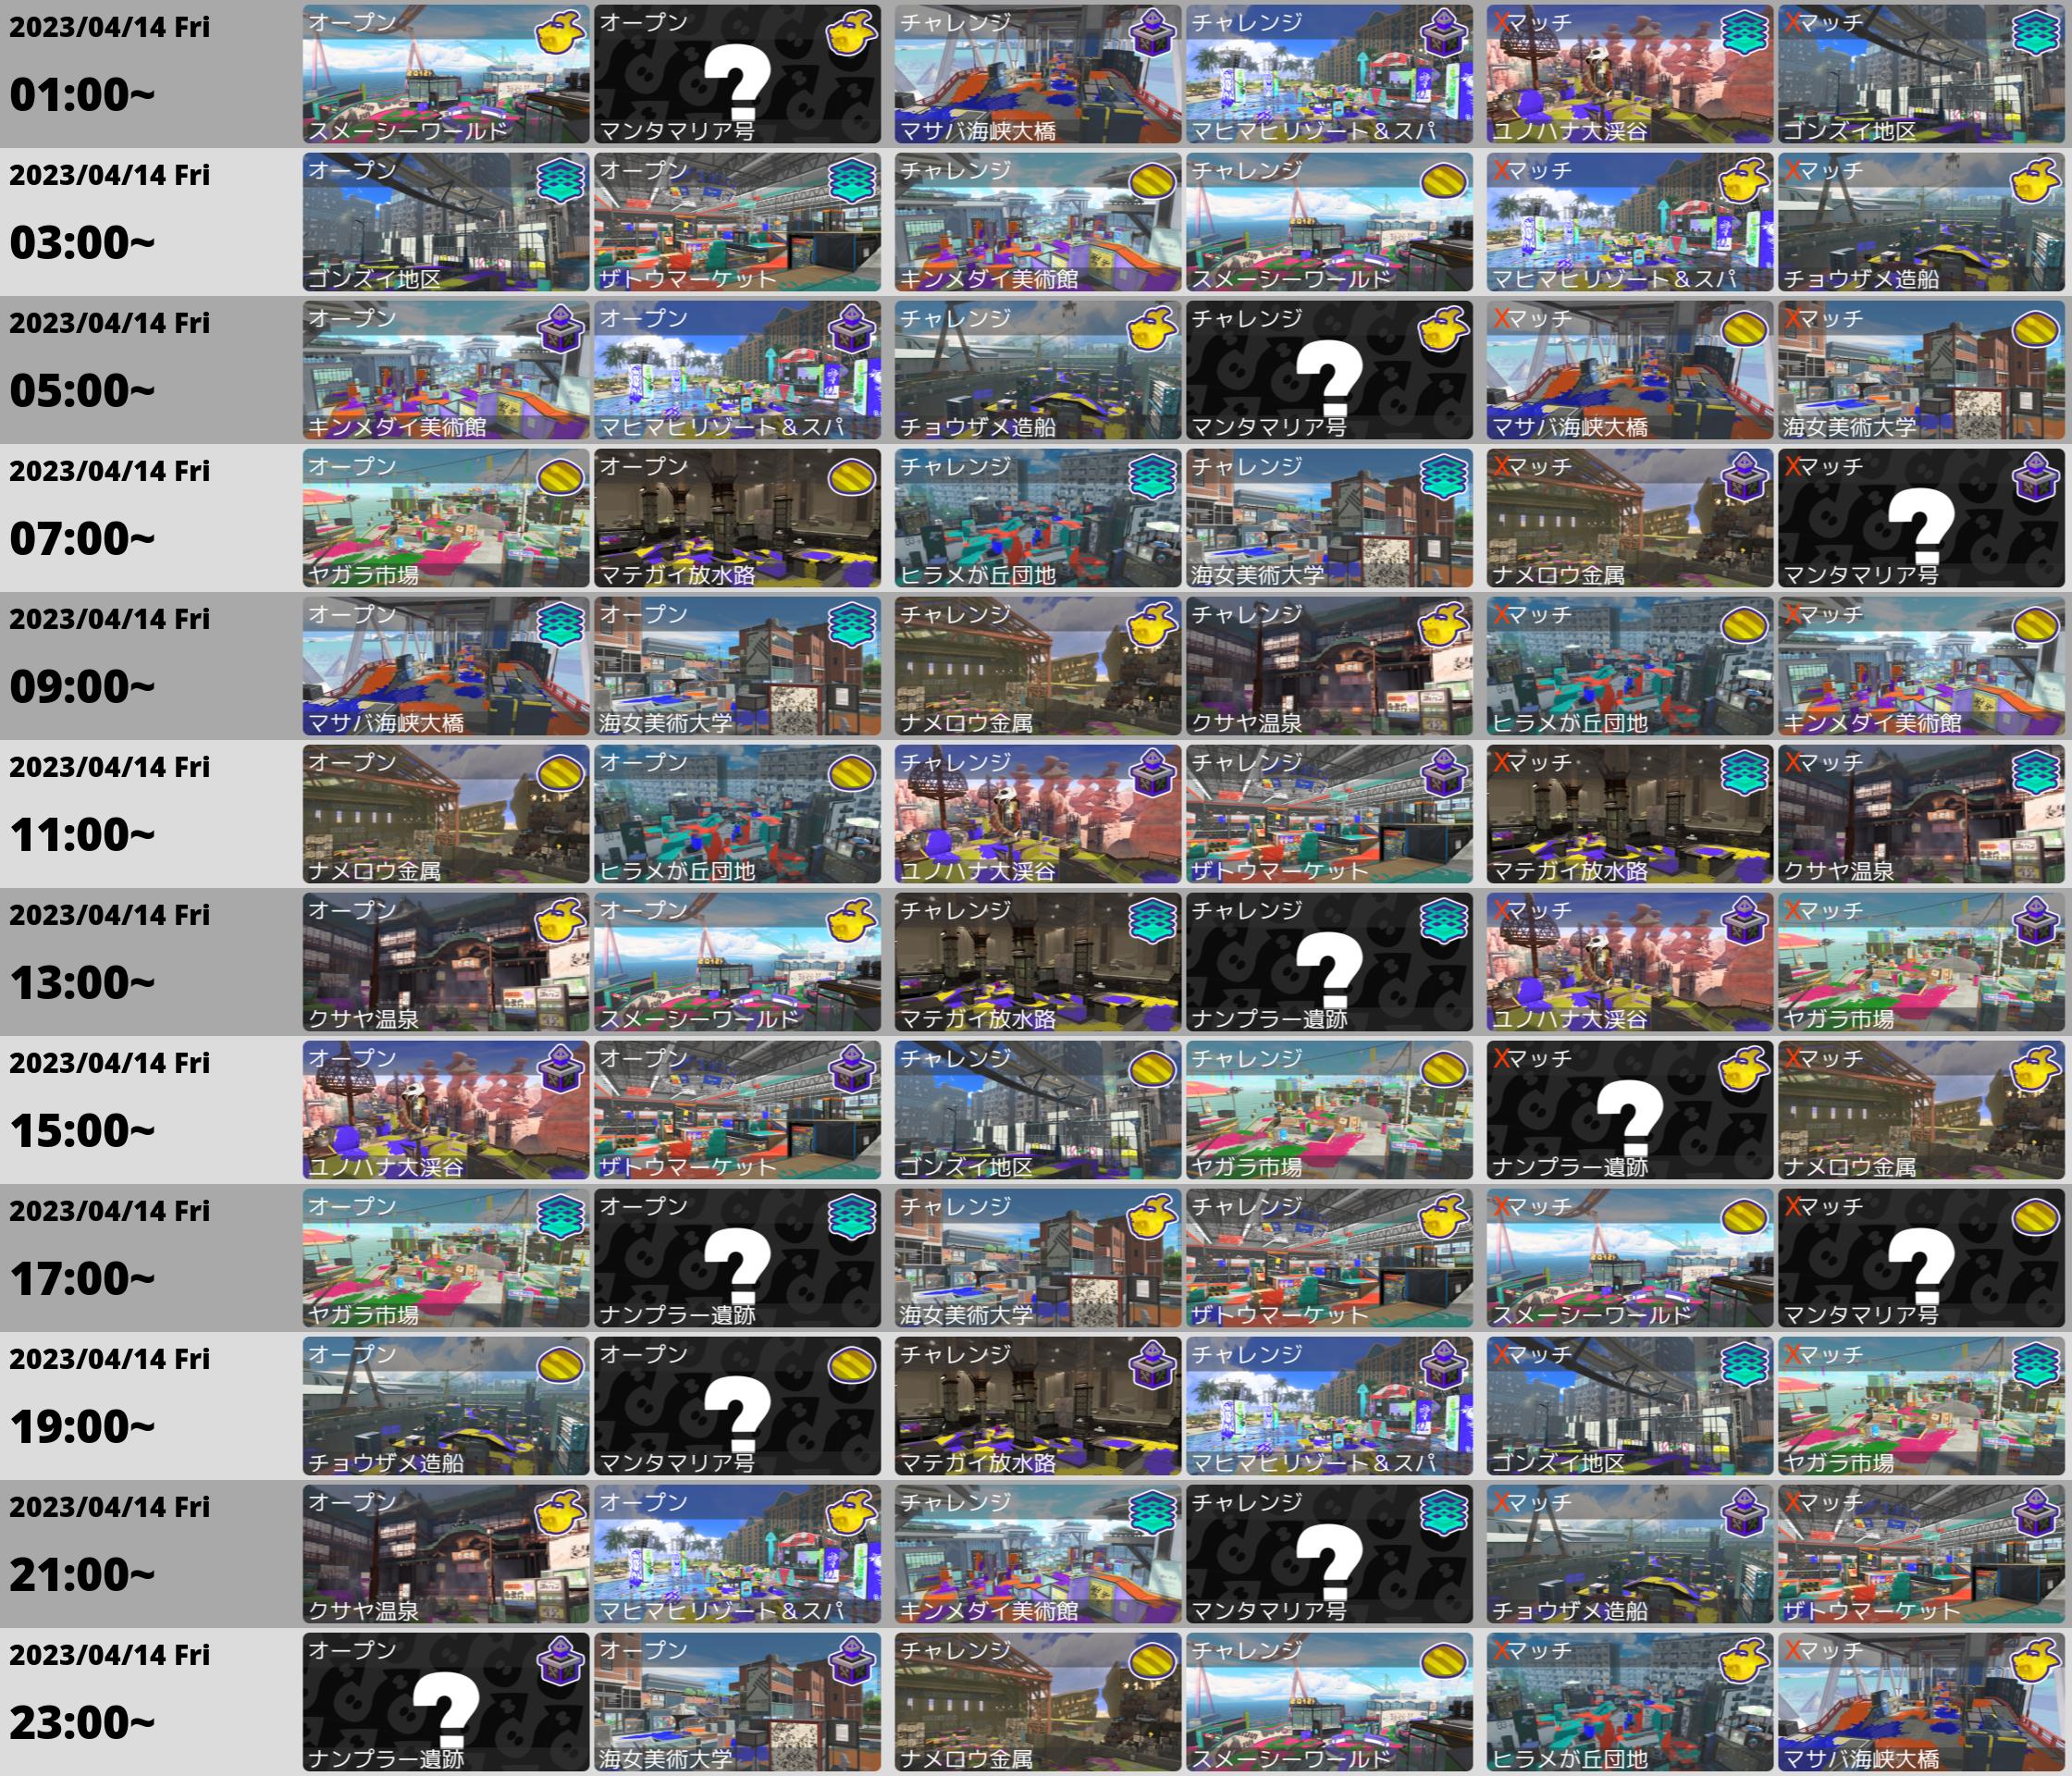 2023/04/14 Fri
01:00~
オープン
スメーシーワールド
オープン
マンタマリア号
チャレンジ
マサバ海峡大橋
チャレンジ
マヒマヒリゾート＆スパ
Xマッチ
ユノハナ大渓谷
Xマッチ
ゴンズイ地区
2023/04/14 Fri
03:00~
オープン
ゴンズイ地区
オープン
ザトウマーケット
チャレンジ
キンメダイ美術館
チャレンジ
スメーシーワールド
Xマッチ
マヒマヒリゾート＆スパ
Xマッチ
チョウザメ造船
2023/04/14 Fri
05:00~
オープン
キンメダイ美術館
オープン
マヒマヒリゾート＆スパ
チャレンジ
チョウザメ造船
チャレンジ
マンタマリア号
Xマッチ
マサバ海峡大橋
Xマッチ
海女美術大学
2023/04/14 Fri
07:00~
オープン
ヤガラ市場
オープン
マテガイ放水路
チャレンジ
ヒラメが丘団地
チャレンジ
海女美術大学
Xマッチ
ナメロウ金属
Xマッチ
マンタマリア号
2023/04/14 Fri
09:00~
オープン
マサバ海峡大橋
オープン
海女美術大学
チャレンジ
ナメロウ金属
チャレンジ
クサヤ温泉
Xマッチ
ヒラメが丘団地
Xマッチ
キンメダイ美術館
2023/04/14 Fri
11:00~
オープン
ナメロウ金属
オープン
ヒラメが丘団地
チャレンジ
ユノハナ大渓谷
チャレンジ
ザトウマーケット
Xマッチ
マテガイ放水路
Xマッチ
クサヤ温泉
2023/04/14 Fri
13:00~
オープン
クサヤ温泉
オープン
スメーシーワールド
チャレンジ
マテガイ放水路
チャレンジ
ナンプラー遺跡
Xマッチ
ユノハナ大渓谷
Xマッチ
ヤガラ市場
2023/04/14 Fri
15:00~
オープン
ユノハナ大渓谷
オープン
ザトウマーケット
チャレンジ
ゴンズイ地区
チャレンジ
ヤガラ市場
Xマッチ
ナンプラー遺跡
Xマッチ
ナメロウ金属
2023/04/14 Fri
17:00~
オープン
ヤガラ市場
オープン
ナンプラー遺跡
チャレンジ
海女美術大学
チャレンジ
ザトウマーケット
Xマッチ
スメーシーワールド
Xマッチ
マンタマリア号
2023/04/14 Fri
19:00~
オープン
チョウザメ造船
オープン
マンタマリア号
チャレンジ
マテガイ放水路
チャレンジ
マヒマヒリゾート＆スパ
Xマッチ
ゴンズイ地区
Xマッチ
ヤガラ市場
2023/04/14 Fri
21:00~
オープン
クサヤ温泉
オープン
マヒマヒリゾート＆スパ
チャレンジ
キンメダイ美術館
チャレンジ
マンタマリア号
Xマッチ
チョウザメ造船
Xマッチ
ザトウマーケット
2023/04/14 Fri
23:00~
オープン
ナンプラー遺跡
オープン
海女美術大学
チャレンジ
ナメロウ金属
チャレンジ
スメーシーワールド
Xマッチ
ヒラメが丘団地
Xマッチ
マサバ海峡大橋